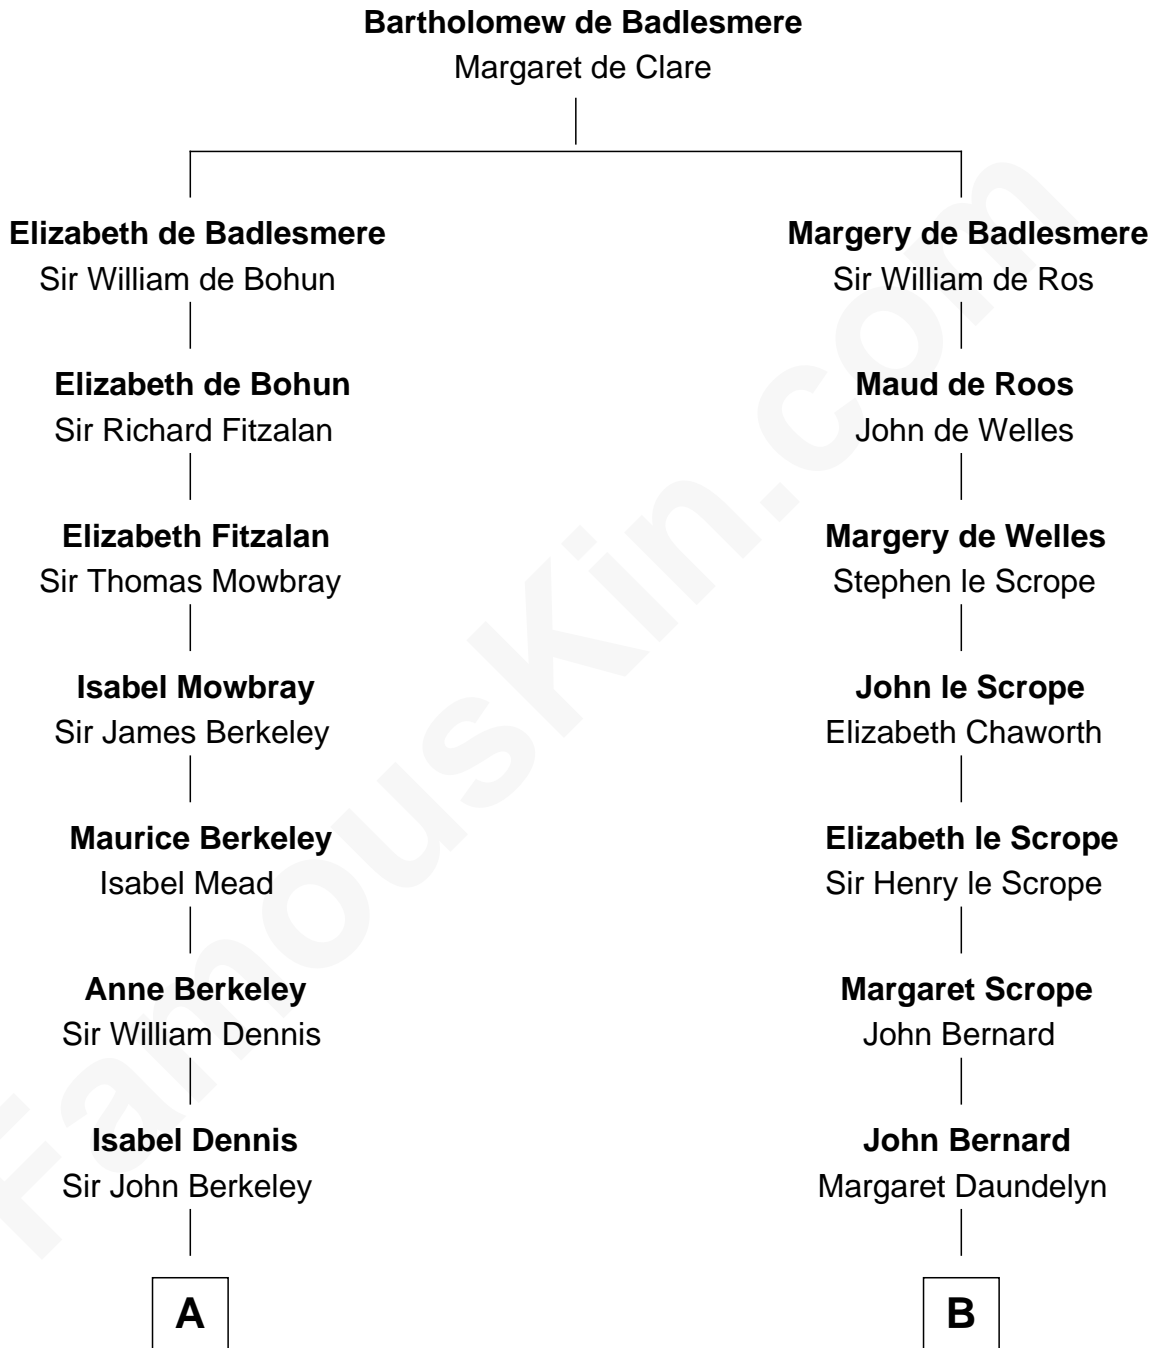 Bartholomew de Badlesmere
Margaret de Clare
Elizabeth de Badlesmere
Sir William de Bohun
Margery de Badlesmere
Sir William de Ros
Elizabeth de Bohun
Sir Richard Fitzalan
Maud de Roos
John de Welles
Elizabeth Fitzalan
Sir Thomas Mowbray
Margery de Welles
Stephen le Scrope
Isabel Mowbray
Sir James Berkeley
John le Scrope
Elizabeth Chaworth
Maurice Berkeley
Isabel Mead
Elizabeth le Scrope
Sir Henry le Scrope
Anne Berkeley
Sir William Dennis
Margaret Scrope
John Bernard
Isabel Dennis
Sir John Berkeley
John Bernard
Margaret Daundelyn
A
B
FamousKin.com